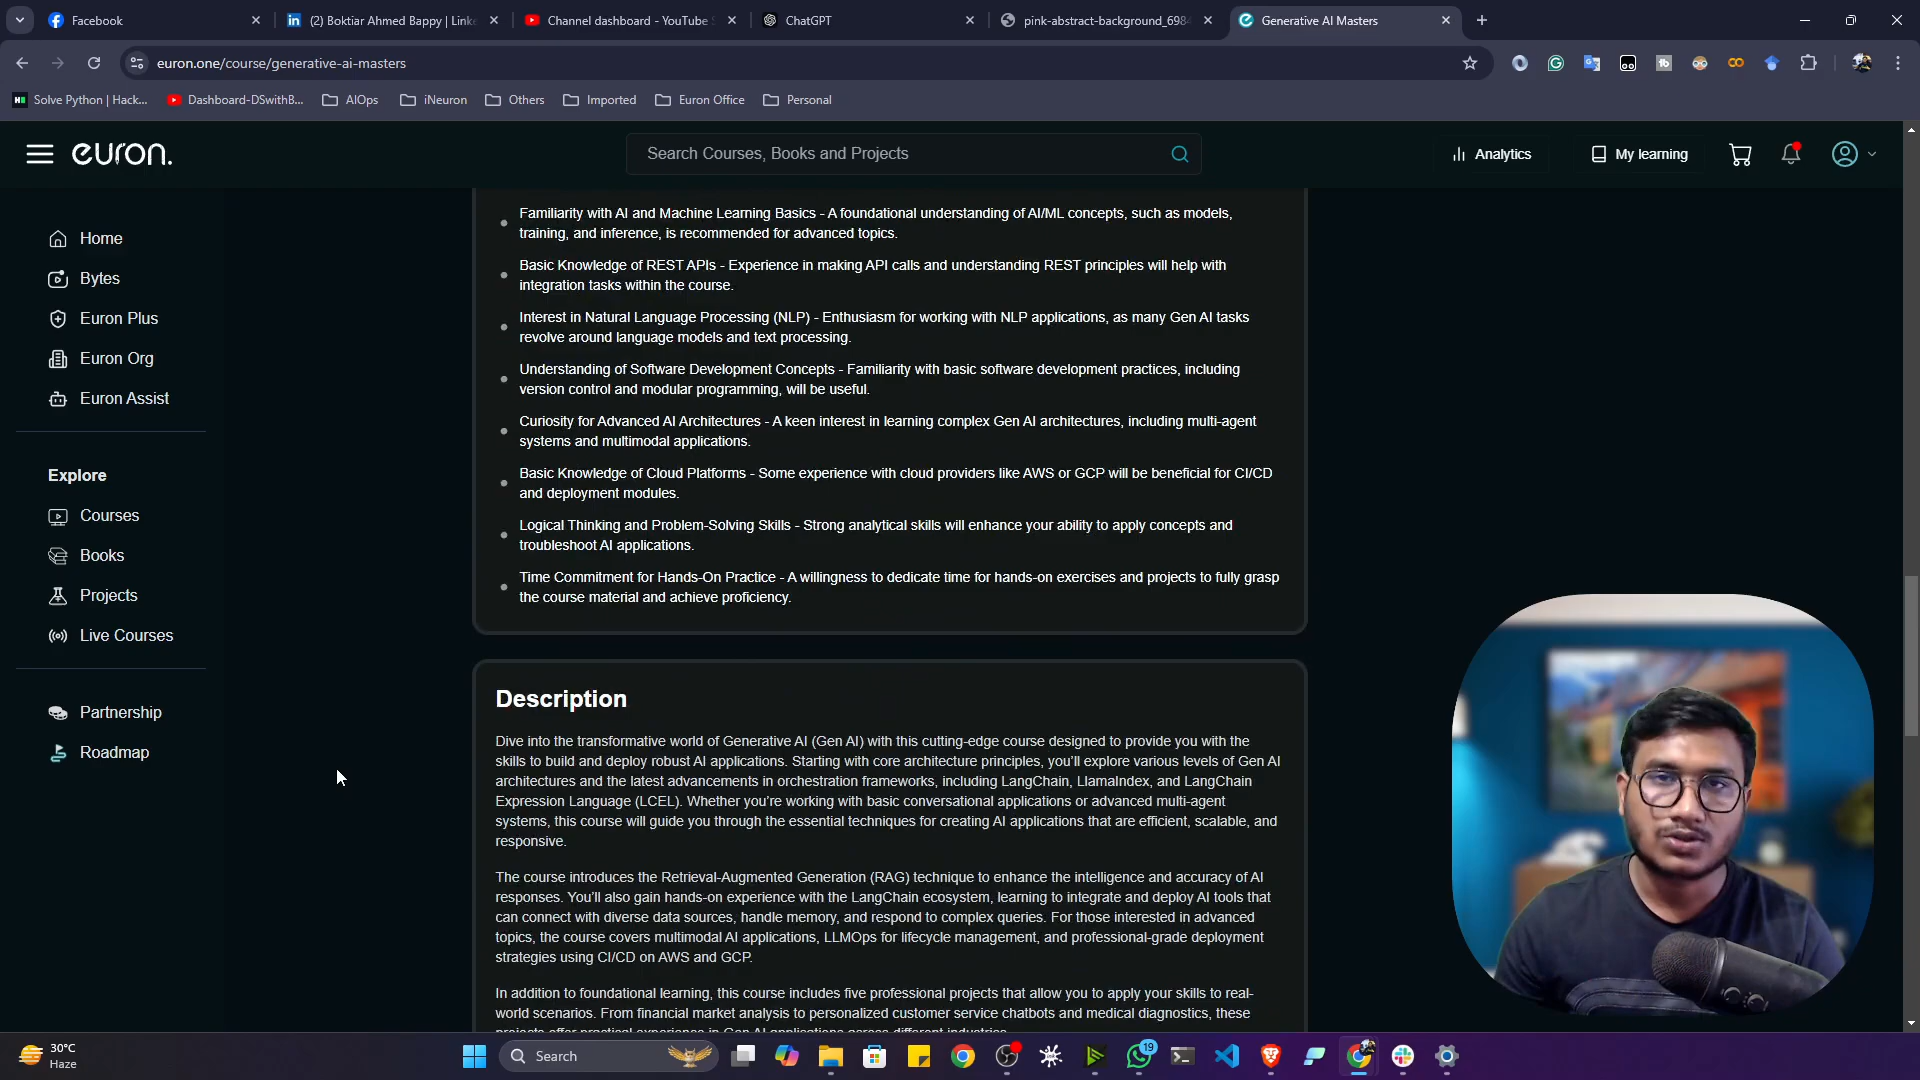 Facebook
(2) Boktiar Ahmed Bappy | Linke
Channel dashboard - YouTube S
ChatGPT
pink-abstract-background_698
Generative AI Masters
euron.one/course/generative-ai-masters
Solve Python | Hack...
Dashboard-DSwithB...
AIOps
iNeuron
Others
Imported
Euron Office
Personal
euron.
Search Courses, Books and Projects
Analytics
My learning
Home
Bytes
Euron Plus
Euron Org
Euron Assist
Explore
Courses
Books
Projects
Live Courses
Partnership
Roadmap
Familiarity with AI and Machine Learning Basics - A foundational understanding of AI/ML concepts, such as models,
training, and inference, is recommended for advanced topics.
Basic Knowledge of REST APIs - Experience in making API calls and understanding REST principles will help with
integration tasks within the course.
Interest in Natural Language Processing (NLP) - Enthusiasm for working with NLP applications, as many Gen AI tasks
revolve around language models and text processing.
Understanding of Software Development Concepts - Familiarity with basic software development practices, including
version control and modular programming, will be useful.
Curiosity for Advanced AI Architectures - A keen interest in learning complex Gen AI architectures, including multi-agent
systems and multimodal applications.
Basic Knowledge of Cloud Platforms - Some experience with cloud providers like AWS or GCP will be beneficial for CI/CD
and deployment modules.
Logical Thinking and Problem-Solving Skills - Strong analytical skills will enhance your ability to apply concepts and
troubleshoot AI applications.
Time Commitment for Hands-On Practice - A willingness to dedicate time for hands-on exercises and projects to fully grasp
the course material and achieve proficiency.
Description
Dive into the transformative world of Generative AI (Gen AI) with this cutting-edge course designed to provide you with the
skills to build and deploy robust AI applications. Starting with core architecture principles, you'll explore various levels of Gen AI
architectures and the latest advancements in orchestration frameworks, including LangChain, LlamaIndex, and LangChain
Expression Language (LCEL). Whether you're working with basic conversational applications or advanced multi-agent
systems, this course will guide you through the essential techniques for creating AI applications that are efficient, scalable, and
responsive.
The course introduces the Retrieval-Augmented Generation (RAG) technique to enhance the intelligence and accuracy of AI
responses. You'll also gain hands-on experience with the LangChain ecosystem, learning to integrate and deploy AI tools that
can connect with diverse data sources, handle memory, and respond to complex queries. For those interested in advanced
topics, the course covers multimodal AI applications, LLMOps for lifecycle management, and professional-grade deployment
strategies using CI/CD on AWS and GCP.
In addition to foundational learning, this course includes five professional projects that allow you to apply your skills to real-
world scenarios. From financial market analysis to personalized customer service chatbots and medical diagnostics, these
projects offer practical experience in Gen AI applications across different industries.
30°C
Haze
Search
19